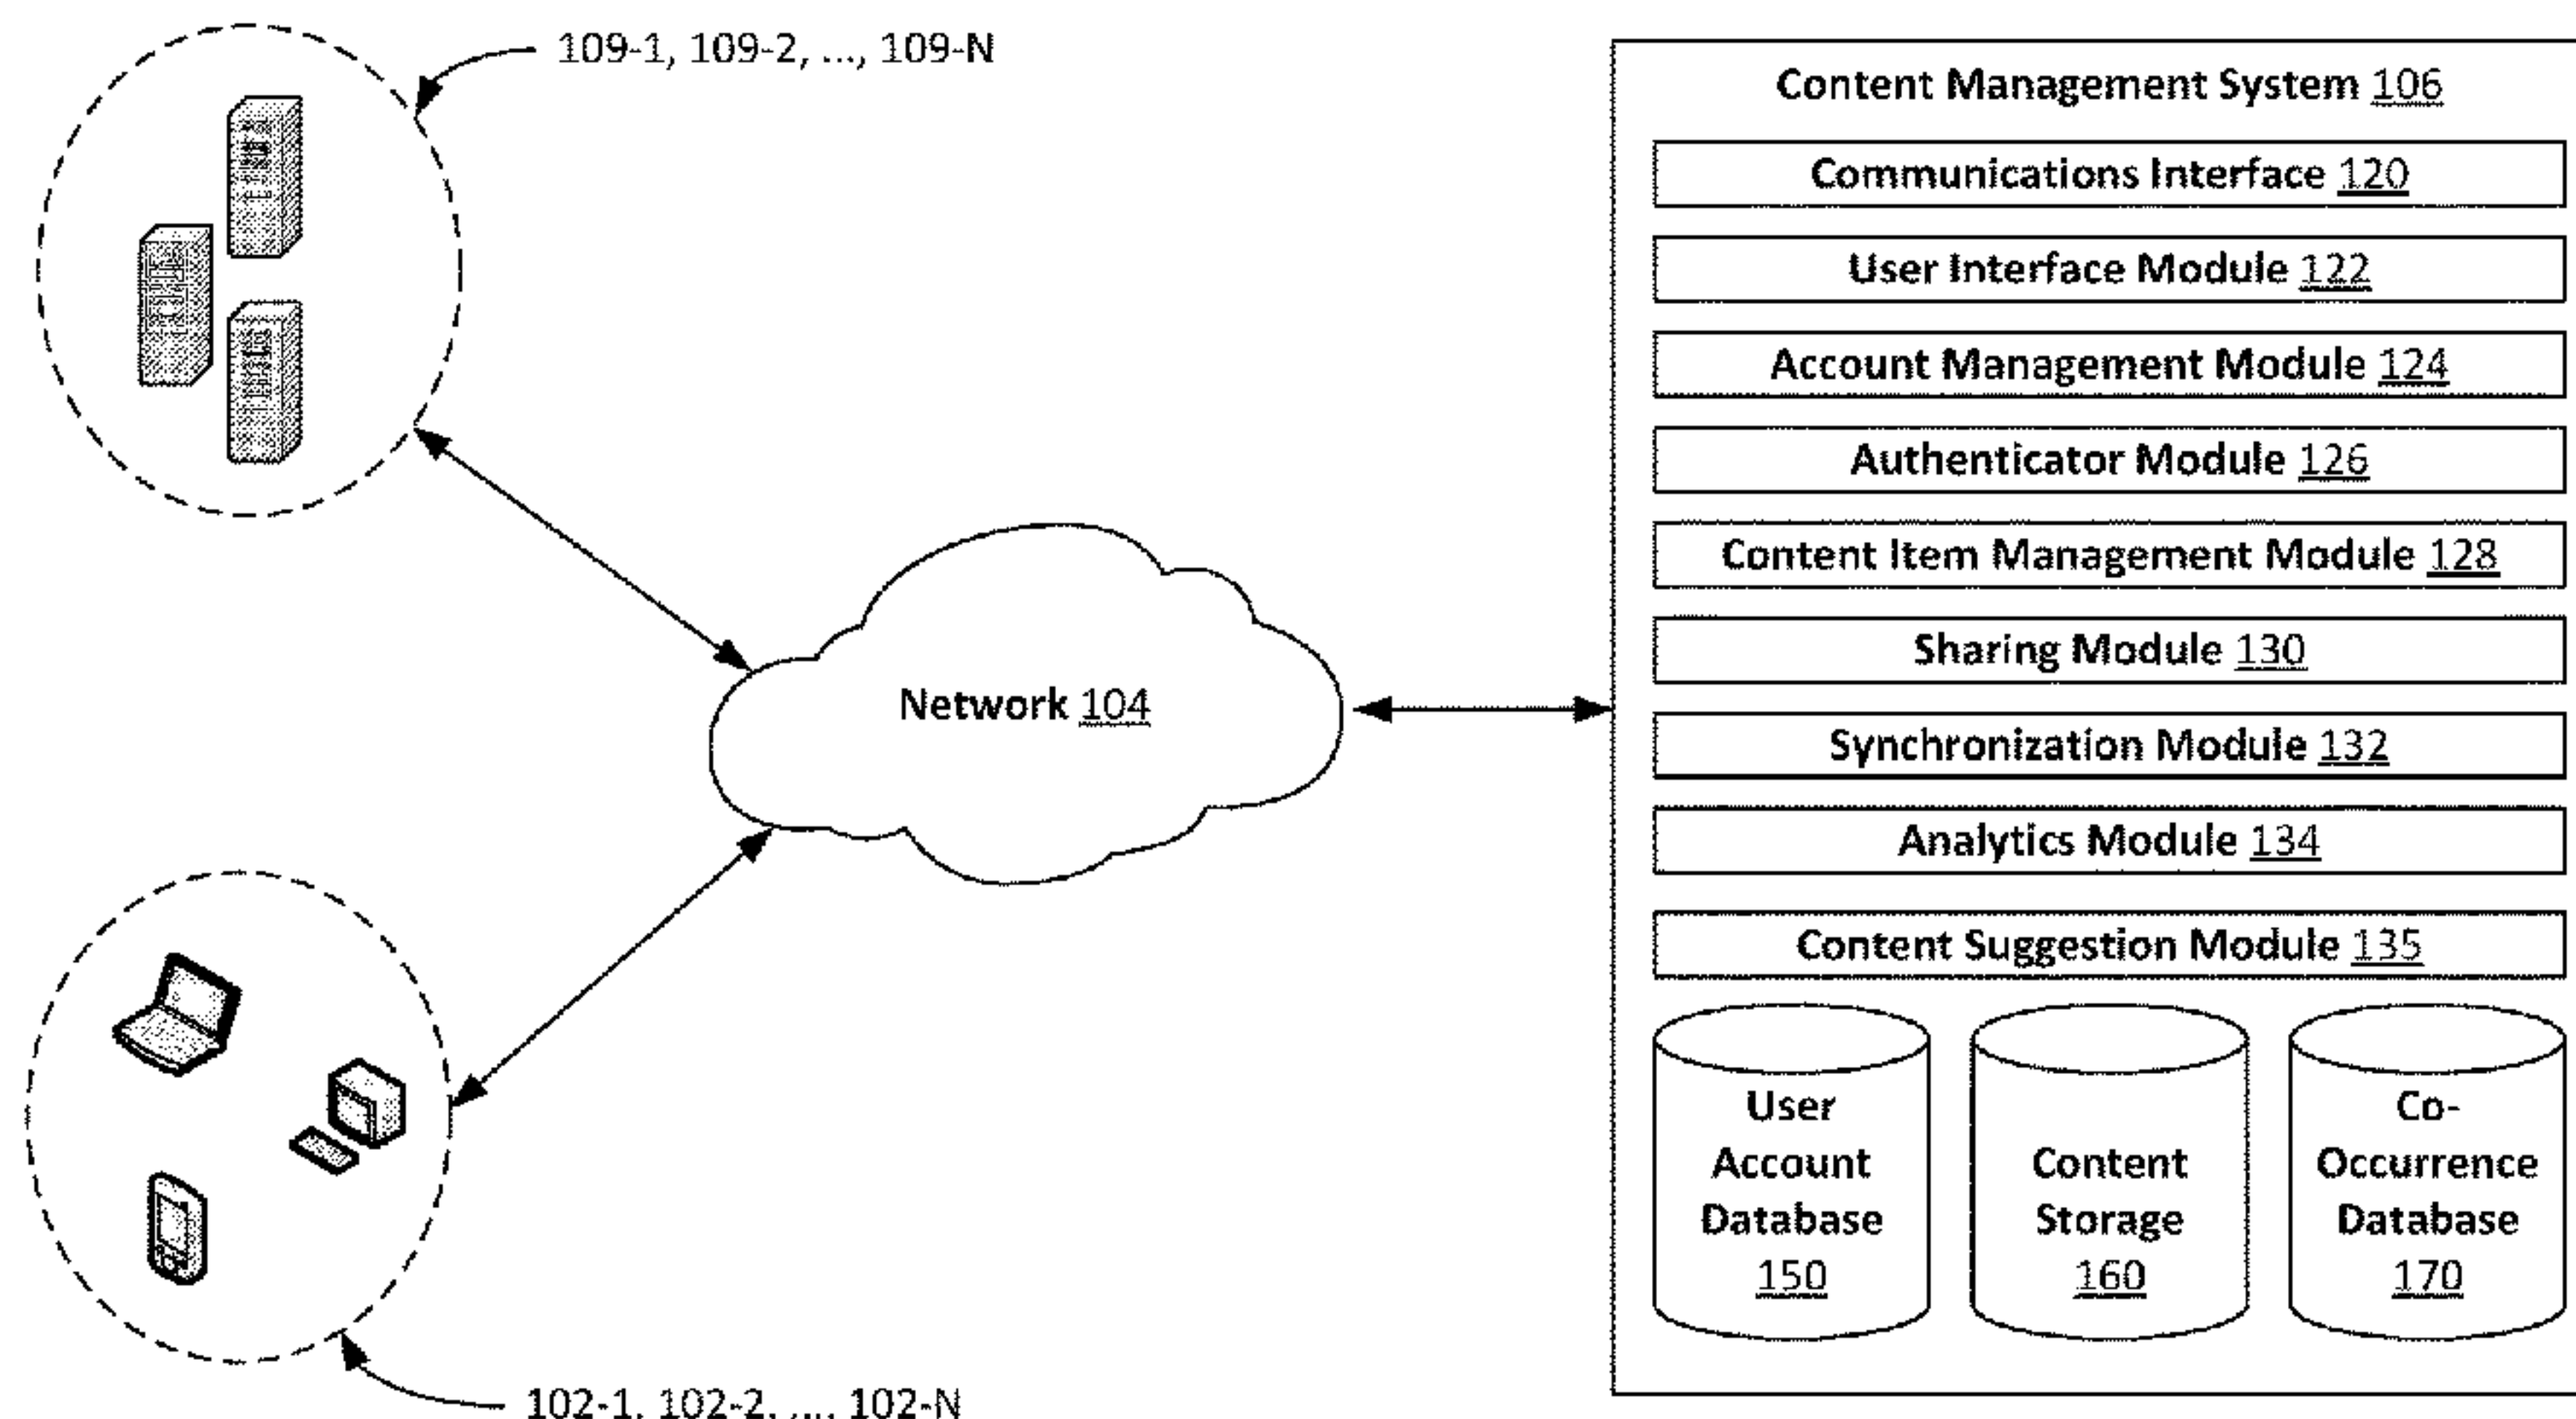 109-1, 109-2, ..., 109-N
Content Management System 106
Communications Interface 120
User Interface Module 122
Account Management Module 124
Authenticator Module 126
Content Item Management Module 128
Sharing Module 130
Network 104
Synchronization Module 132
Analytics Module 134
Content Suggestion Module 135
User
Account
Database
150
Content
Storage
160
Co-
Occurrence
Database
170
102-1, 102-2, ..., 102-N